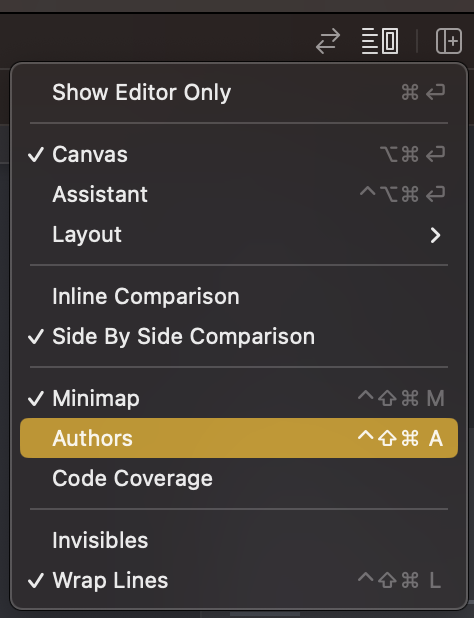 Show Editor Only ⌘ ↩
✓ Canvas ⌥⌘ ↩
Assistant ^⌥⌘ ↩
Layout >
Inline Comparison
✓ Side By Side Comparison
✓ Minimap ^⇧⌘ M
Authors ^⇧⌘ A
Code Coverage
Invisibles
✓ Wrap Lines ^⇧⌘ L